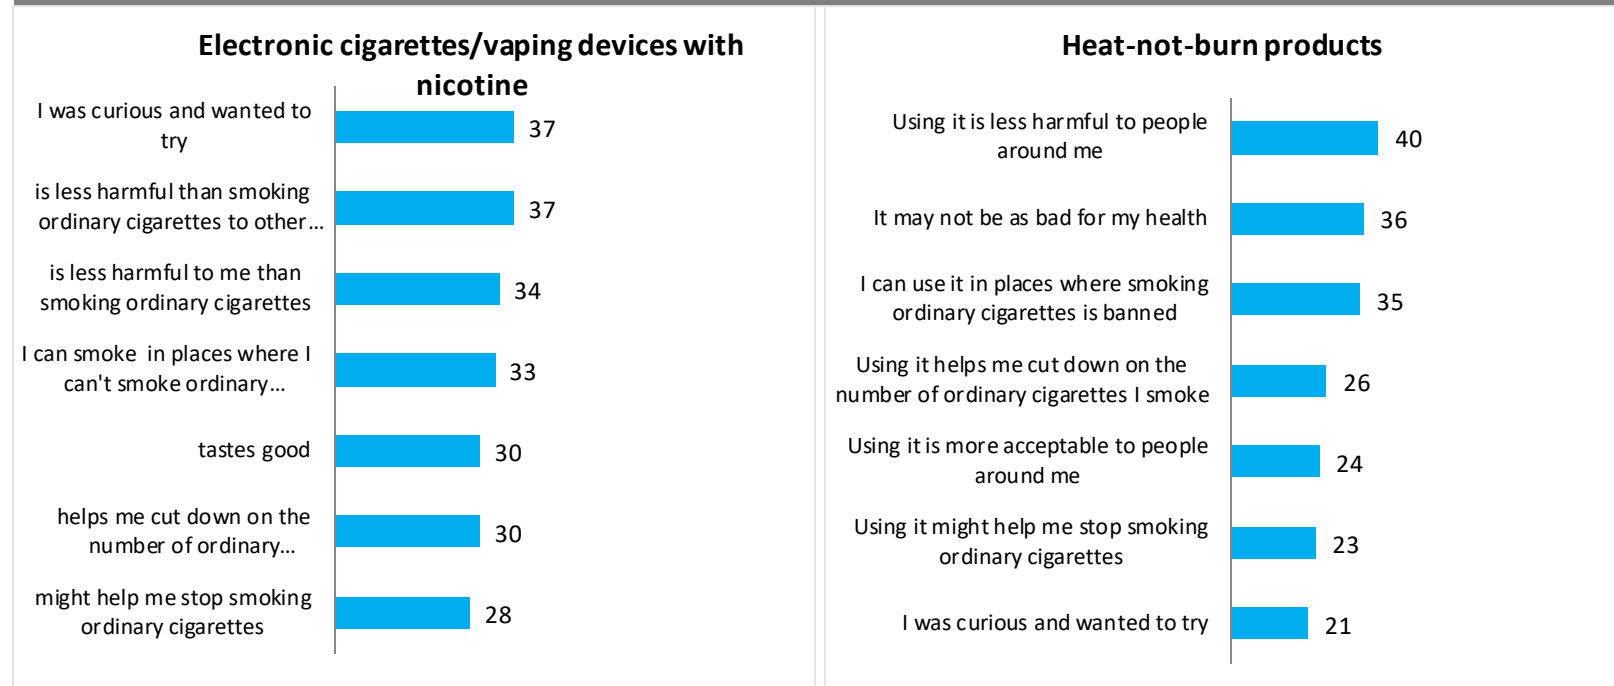 Electronic cigarettes/vaping devices with
nicotine
I was curious and wanted to
try
37
is less harmful than smoking
ordinary cigarettes to other...
37
is less harmful to me than
smoking ordinary cigarettes
34
I can smoke in places where I
can't smoke ordinary...
33
tastes good
30
helps me cut down on the
number of ordinary...
30
might help me stop smoking
ordinary cigarettes
28
Heat-not-burn products
Using it is less harmful to people
around me
40
It may not be as bad for my health
36
I can use it in places where smoking
ordinary cigarettes is banned
35
Using it helps me cut down on the
number of ordinary cigarettes I smoke
26
Using it is more acceptable to people
around me
24
Using it might help me stop smoking
ordinary cigarettes
23
I was curious and wanted to try
21